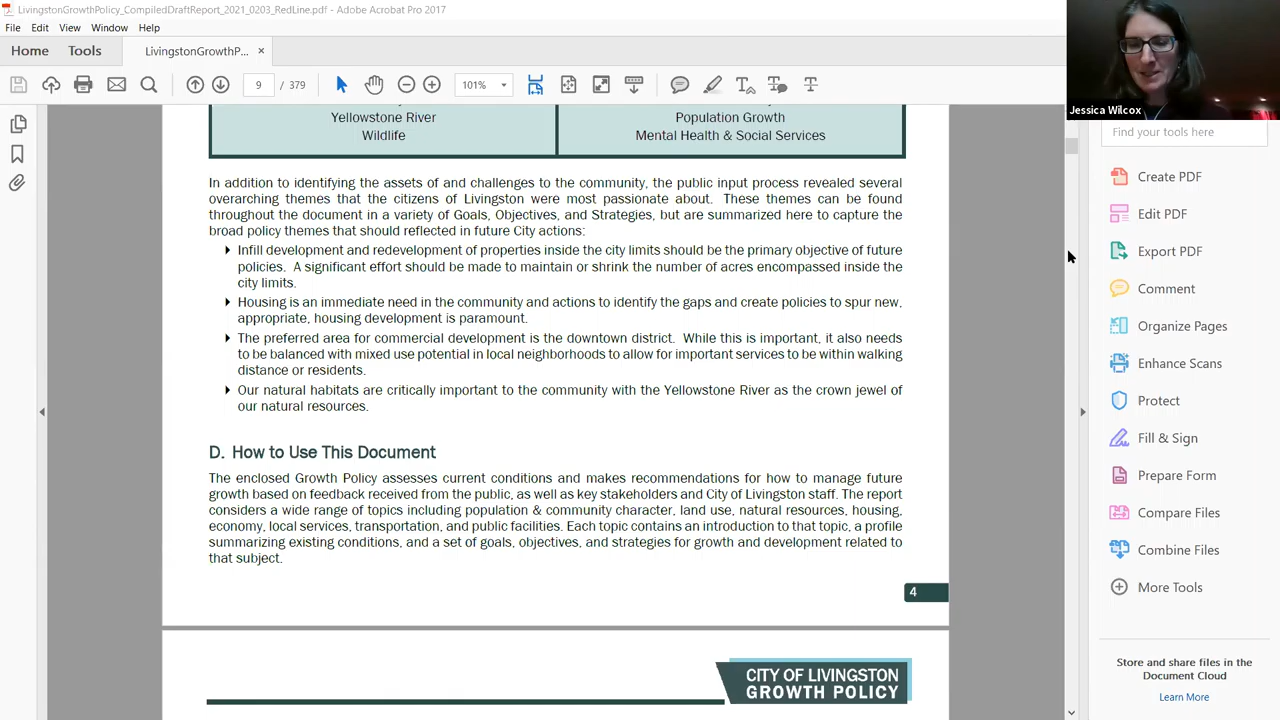 LivingstonGrowthPolicy_CompiledDraftReport_2021_0203_RedLine.pdf - Adobe Acrobat Pro 2017
File Edit View Window Help
Home Tools LivingstonGrowthP... ×
9 / 379 101%
Jessica Wilcox
Yellowstone River Population Growth
Wildlife Mental Health & Social Services
In addition to identifying the assets of and challenges to the community, the public input process revealed several
overarching themes that the citizens of Livingston were most passionate about. These themes can be found
throughout the document in a variety of Goals, Objectives, and Strategies, but are summarized here to capture the
broad policy themes that should reflected in future City actions:
Infill development and redevelopment of properties inside the city limits should be the primary objective of future
policies. A significant effort should be made to maintain or shrink the number of acres encompassed inside the
city limits.
Housing is an immediate need in the community and actions to identify the gaps and create policies to spur new,
appropriate, housing development is paramount.
The preferred area for commercial development is the downtown district. While this is important, it also needs
to be balanced with mixed use potential in local neighborhoods to allow for important services to be within walking
distance or residents.
Our natural habitats are critically important to the community with the Yellowstone River as the crown jewel of
our natural resources.
D. How to Use This Document
The enclosed Growth Policy assesses current conditions and makes recommendations for how to manage future
growth based on feedback received from the public, as well as key stakeholders and City of Livingston staff. The report
considers a wide range of topics including population & community character, land use, natural resources, housing,
economy, local services, transportation, and public facilities. Each topic contains an introduction to that topic, a profile
summarizing existing conditions, and a set of goals, objectives, and strategies for growth and development related to
that subject.
4
CITY OF LIVINGSTON
GROWTH POLICY
Find your tools here
Create PDF
Edit PDF
Export PDF
Comment
Organize Pages
Enhance Scans
Protect
Fill & Sign
Prepare Form
Compare Files
Combine Files
More Tools
Store and share files in the
Document Cloud
Learn More